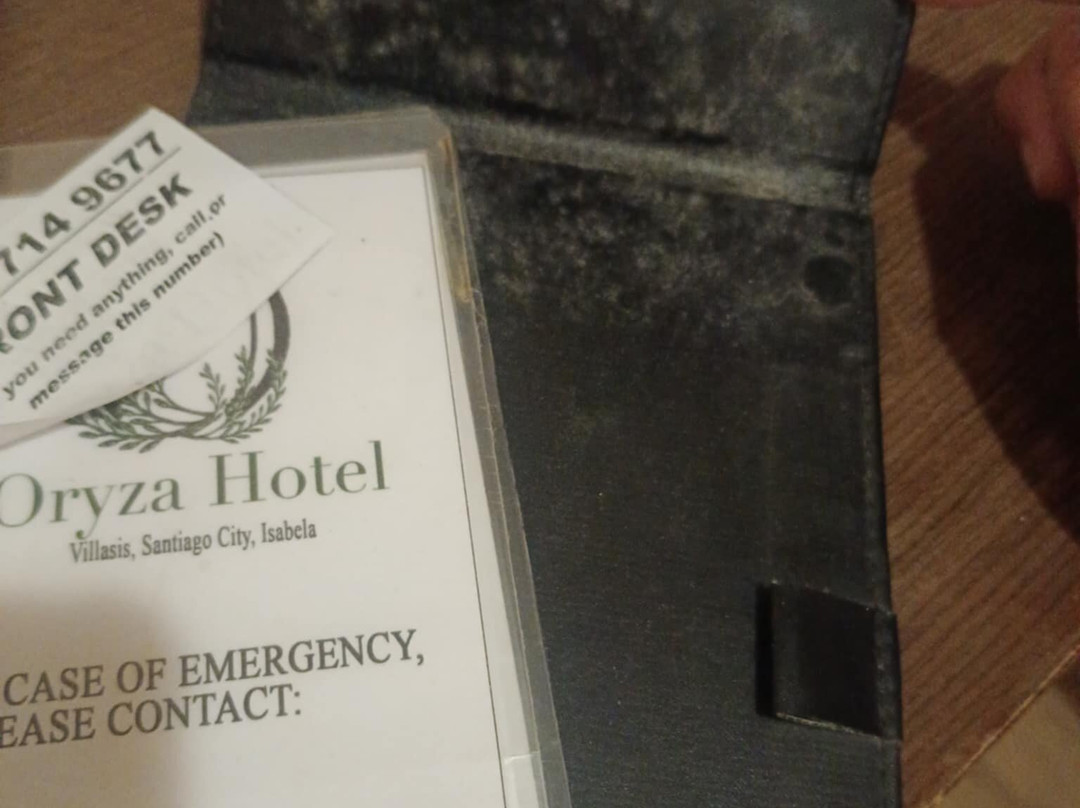 714 9677
RONT DESK
you need anything, call or
message this number)
Oryza Hotel
Villasis, Santiago City, Isabela
CASE OF EMERGENCY,
EASE CONTACT: